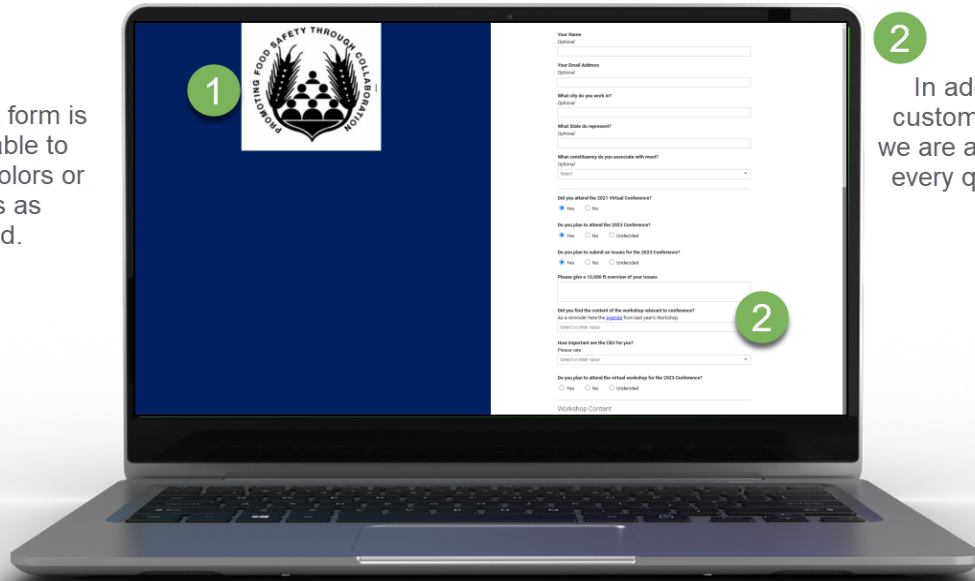 1
form is
able to
olors or
s as
d.
PROMOTING FOOD SAFETY THROUGH COLLABORATION
Your Name
Optional
Your Email Address
Optional
What city do you work in?
Optional
What State do represent?
Optional
What constituency do you associate with most?
Optional
Select
Did you attend the 2021 Virtual Conference?
Yes No
Do you plan to attend the 2023 Conference?
Yes No Undecided
Do you plan to submit an issues for the 2023 Conference?
Yes No Undecided
Please give a 10,000 ft overview of your issues
Did you find the content of the workshop relevant to conference?
As a reminder here the Agenda from last year's Workshop
Select or enter value
2
How important are the CEU for you?
Please rate
Select or enter value
Do you plan to attend the virtual workshop for the 2023 Conference?
Yes No Undecided
Workshop Content
2
In ad
custom
we are a
every q